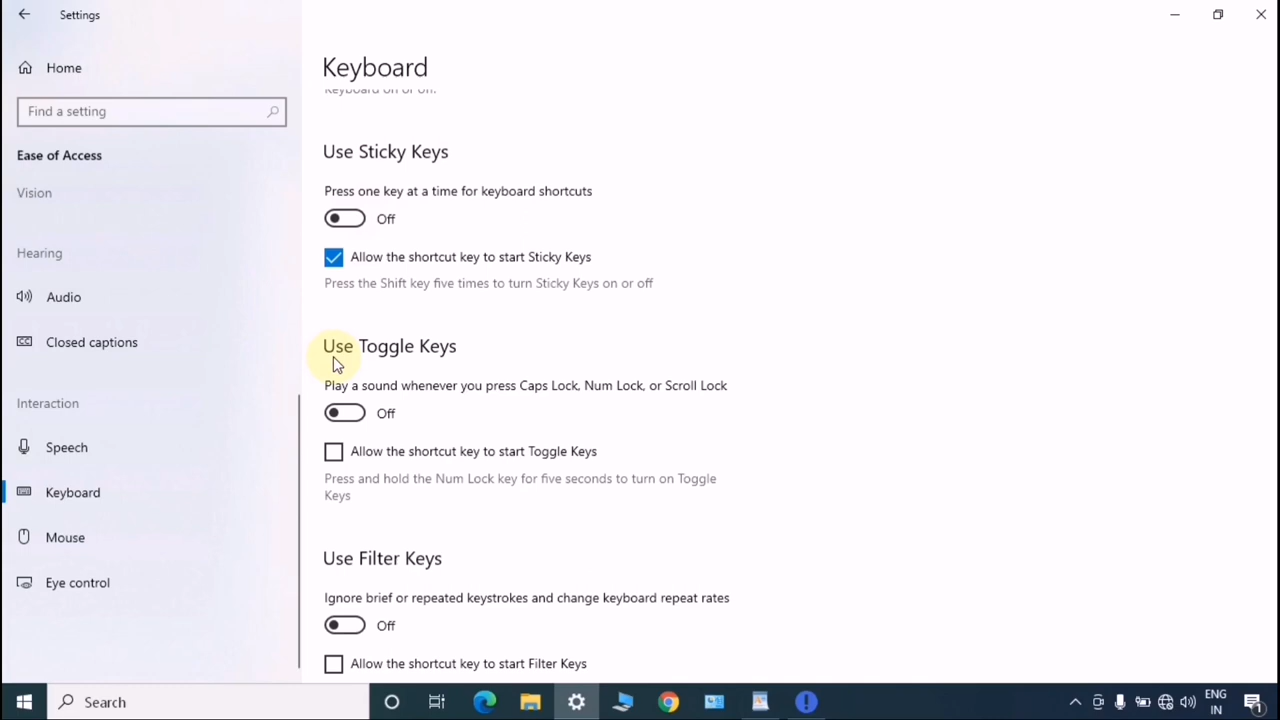 Settings
Home
Find a setting
Ease of Access
Vision
Hearing
Audio
Closed captions
Interaction
Speech
Keyboard
Mouse
Eye control
Keyboard
Keyboard on or off.
Use Sticky Keys
Press one key at a time for keyboard shortcuts
Off
Allow the shortcut key to start Sticky Keys
Press the Shift key five times to turn Sticky Keys on or off
Use Toggle Keys
Play a sound whenever you press Caps Lock, Num Lock, or Scroll Lock
Off
Allow the shortcut key to start Toggle Keys
Press and hold the Num Lock key for five seconds to turn on Toggle
Keys
Use Filter Keys
Ignore brief or repeated keystrokes and change keyboard repeat rates
Off
Allow the shortcut key to start Filter Keys
Search
ENG
IN
1